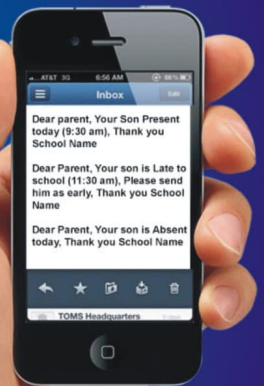 AT&T 3G 6:56 AM 86%
Inbox
Edit
Dear parent, Your Son Present
today (9:30 am), Thank you
School Name
Dear Parent, Your son is Late to
school (11:30 am), Please send
him as early, Thank you School
Name
Dear Parent, Your son is Absent
today, Thank you School Name
TOMS Headquarters